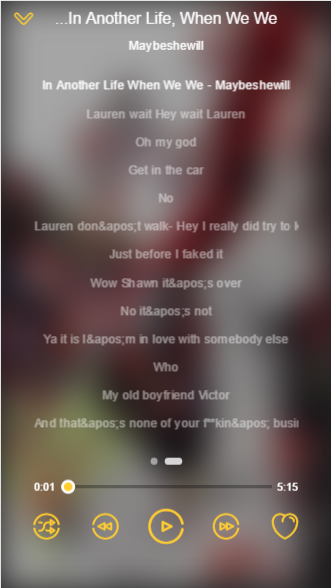 ...In Another Life, When We We
Maybeshewill
In Another Life When We We - Maybeshewill
Lauren wait Hey wait Lauren
Oh my god
Get in the car
No
Lauren don&apos;t walk- Hey I really did try to
Just before I faked it
Wow Shawn it&apos;s over
No it&apos;s not
Ya it is I&apos;m in love with somebody else
Who
My old boyfriend Victor
And that&apos;s none of your f**kin&apos; busi
0:01 5:15